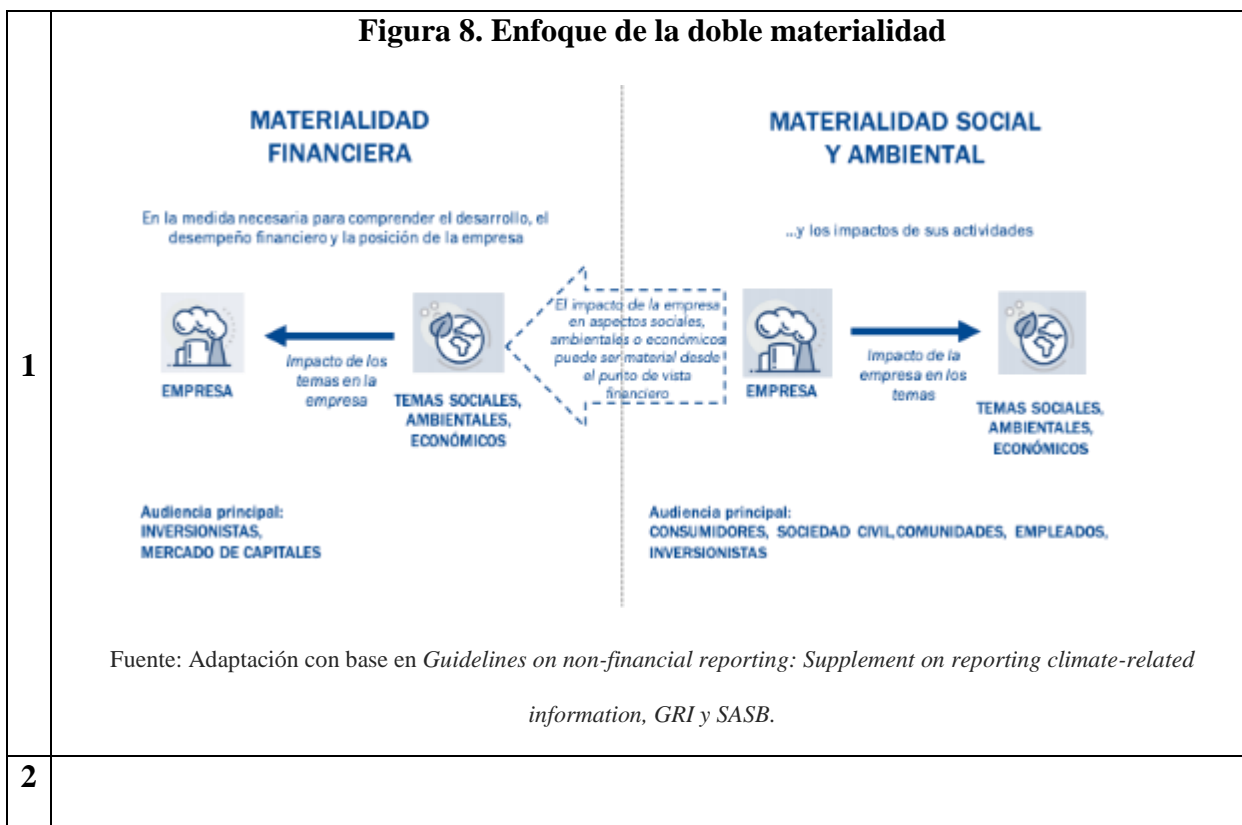 Figura 8. Enfoque de la doble materialidad
MATERIALIDAD
FINANCIERA
En la medida necesaria para comprender el desarrollo, el
desempeño financiero y la posición de la empresa
EMPRESA
Impacto de los
temas en la
empresa
TEMAS SOCIALES,
AMBIENTALES,
ECONÓMICOS
Audiencia principal:
INVERSIONISTAS,
MERCADO DE CAPITALES
El impacto de la empresa
en aspectos sociales,
ambientales o económicos
puede ser material desde
el punto de vista
financiero
MATERIALIDAD SOCIAL
Y AMBIENTAL
...y los impactos de sus actividades
EMPRESA
Impacto de la
empresa en los
temas
TEMAS SOCIALES,
AMBIENTALES,
ECONÓMICOS
Audiencia principal:
CONSUMIDORES, SOCIEDAD CIVIL,COMUNIDADES, EMPLEADOS,
INVERSIONISTAS
1
Fuente: Adaptación con base en Guidelines on non-financial reporting: Supplement on reporting climate-related
information, GRI y SASB.
2